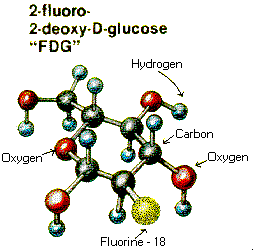 2-fluoro-
2-deoxy-D-glucose
"FDG"
Hydrogen
Carbon
Oxygen
Oxygen
Fluorine - 18